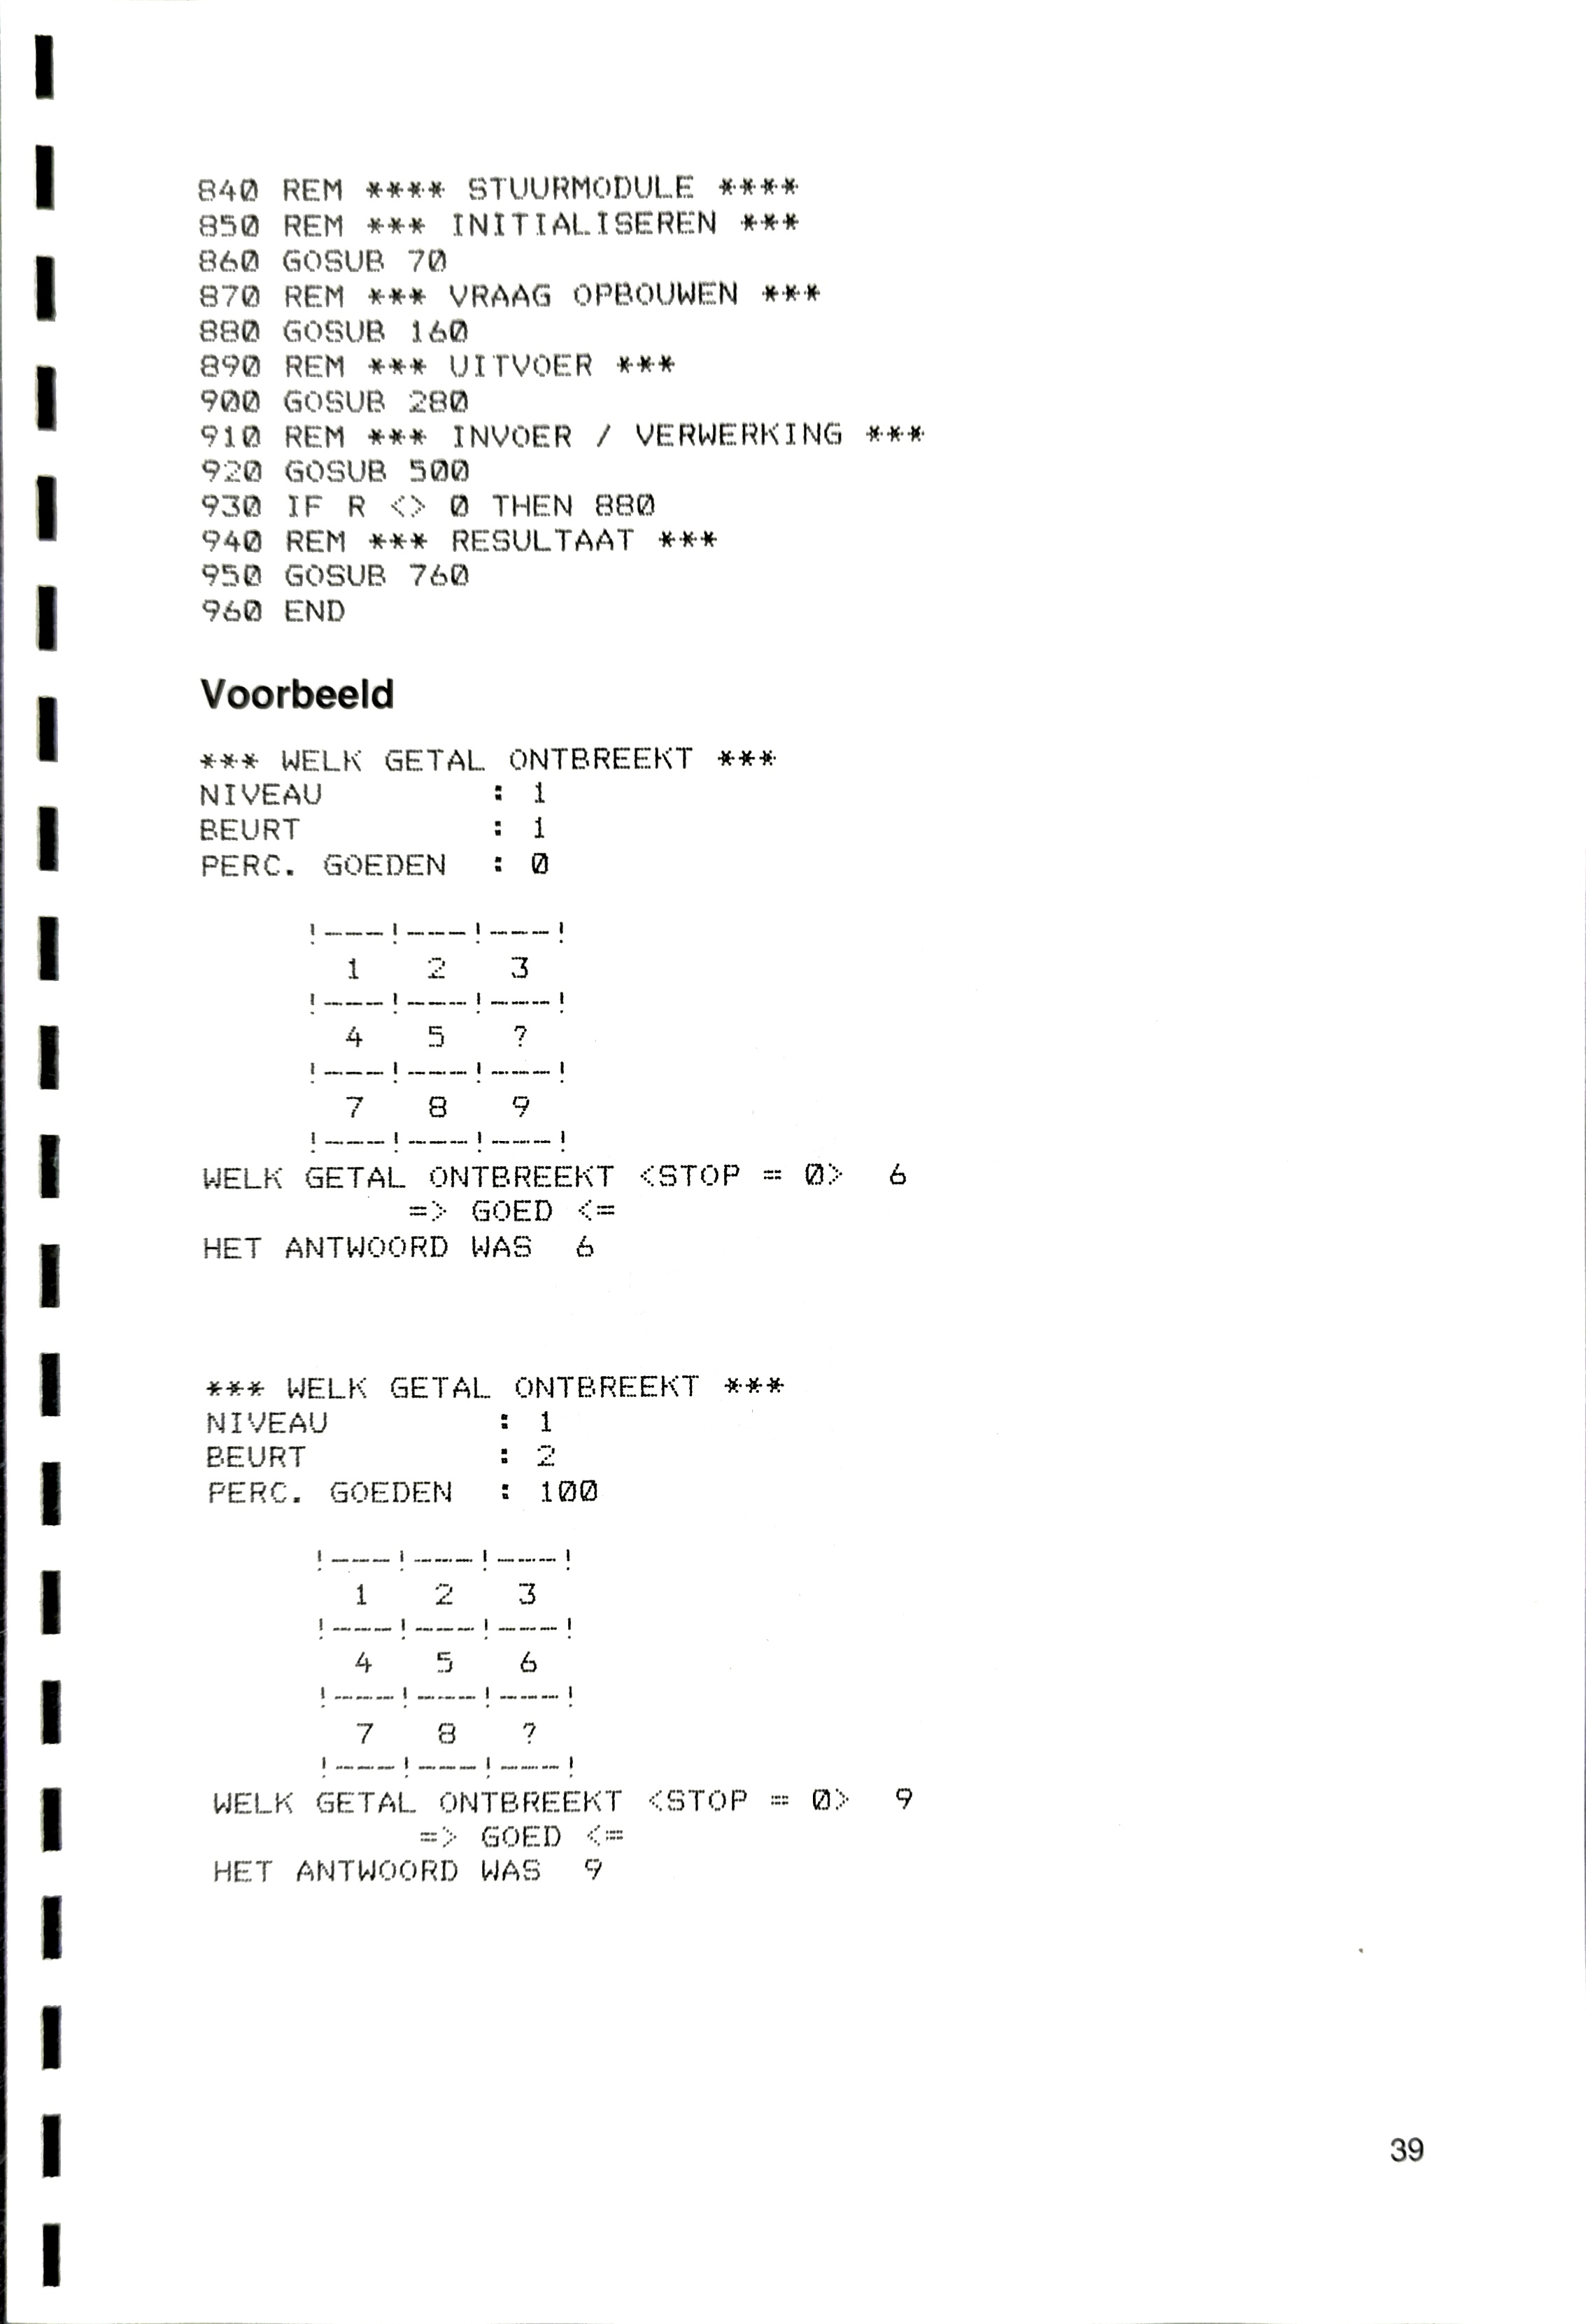 840 REM **** STUURMODULE ****
850 REM *** INITIALISEREN ***
860 GOSUB 70
870 REM *** VRAAG OPBOUWEN ***
880 GOSUB 160
890 REM *** UITVOER ***
900 GOSUB 280
910 REM *** INVOER / VERWERKING ***
920 GOSUB 500
930 IF R <> 0 THEN 880
940 REM *** RESULTAAT ***
950 GOSUB 760
960 END
Voorbeeld
*** WELK GETAL ONTBREEKT ***
NIVEAU : 1
BEURT : 1
PERC. GOEDEN : 0
!---!---!---!
1 2 3
!---!---!---!
4 5 ?
!---!---!---!
7 8 9
!---!---!---!
WELK GETAL ONTBREEKT <STOP = 0> 6
=> GOED <=
HET ANTWOORD WAS 6
*** WELK GETAL ONTBREEKT ***
NIVEAU : 1
BEURT : 2
PERC. GOEDEN : 100
!---!---!---!
1 2 3
!---!---!---!
4 5 6
!---!---!---!
7 8 ?
!---!---!---!
WELK GETAL ONTBREEKT <STOP = 0> 9
=> GOED <=
HET ANTWOORD WAS 9
39